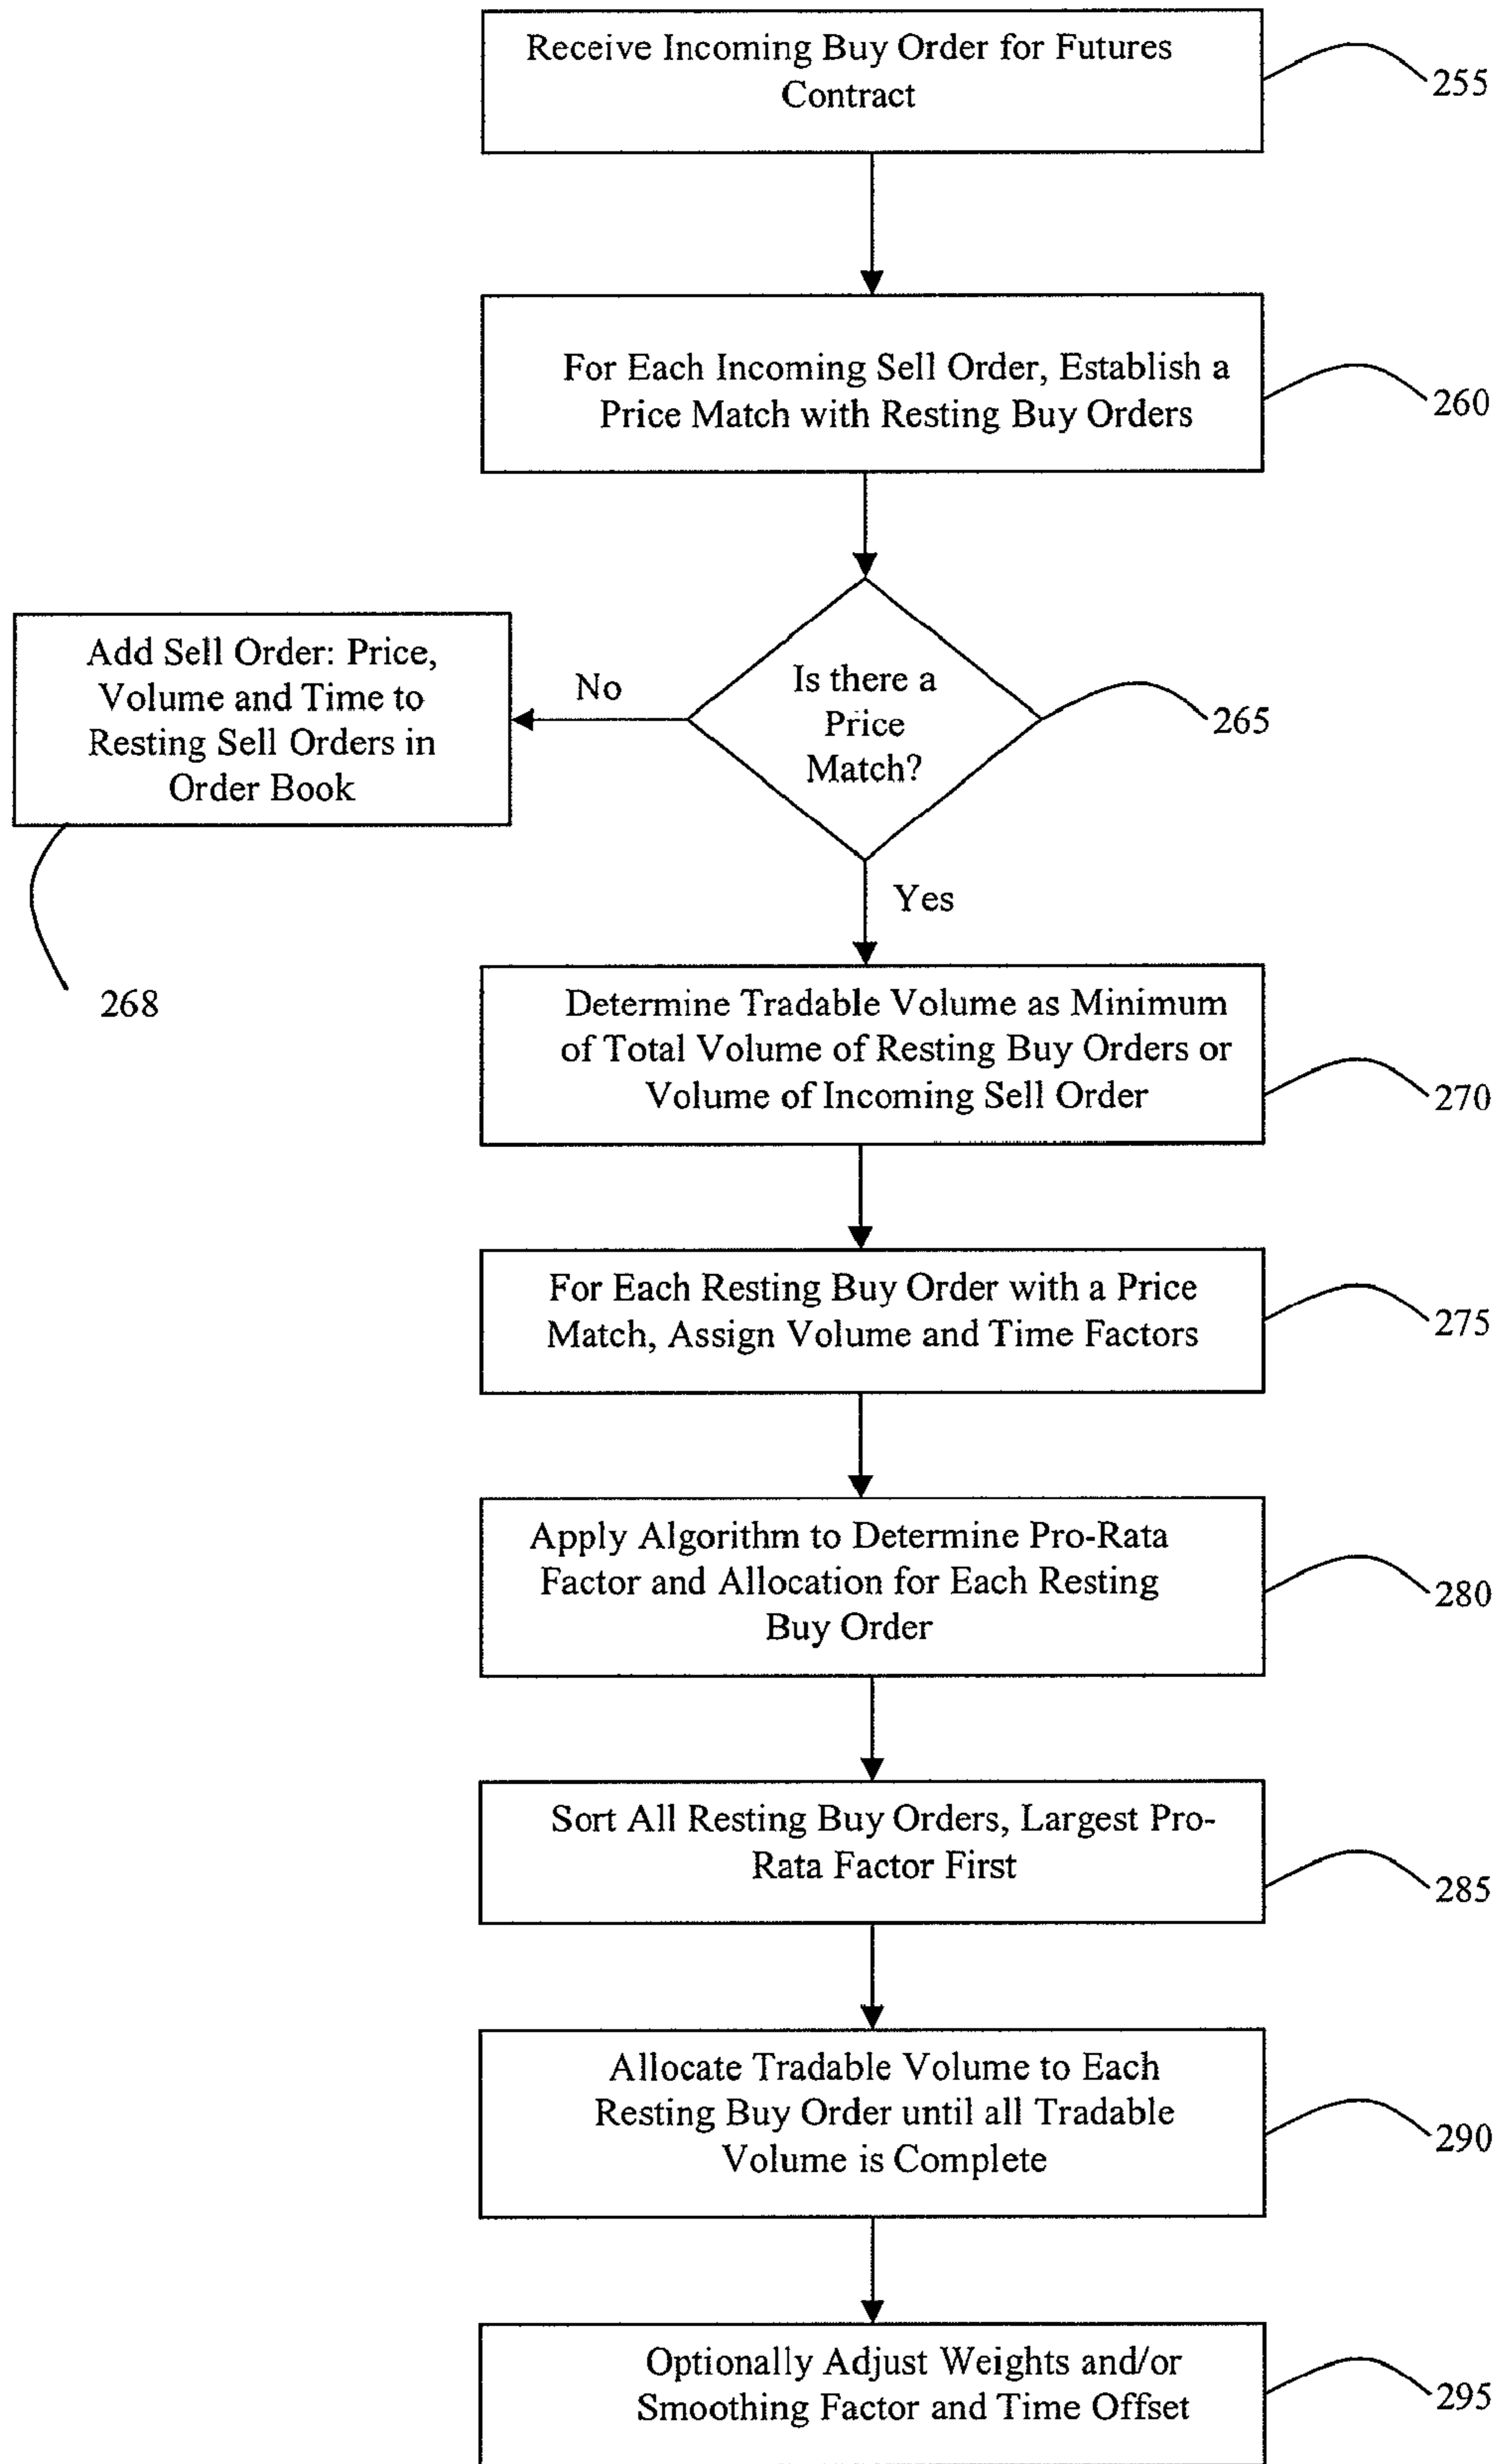 Receive Incoming Buy Order for Futures
Contract
255
For Each Incoming Sell Order, Establish a
Price Match with Resting Buy Orders
260
Add Sell Order: Price,
Volume and Time to
Resting Sell Orders in
Order Book
268
No
Is there a
Price
Match?
265
Yes
Determine Tradable Volume as Minimum
of Total Volume of Resting Buy Orders or
Volume of Incoming Sell Order
270
For Each Resting Buy Order with a Price
Match, Assign Volume and Time Factors
275
Apply Algorithm to Determine Pro-Rata
Factor and Allocation for Each Resting
Buy Order
280
Sort All Resting Buy Orders, Largest Pro-
Rata Factor First
285
Allocate Tradable Volume to Each
Resting Buy Order until all Tradable
Volume is Complete
290
Optionally Adjust Weights and/or
Smoothing Factor and Time Offset
295